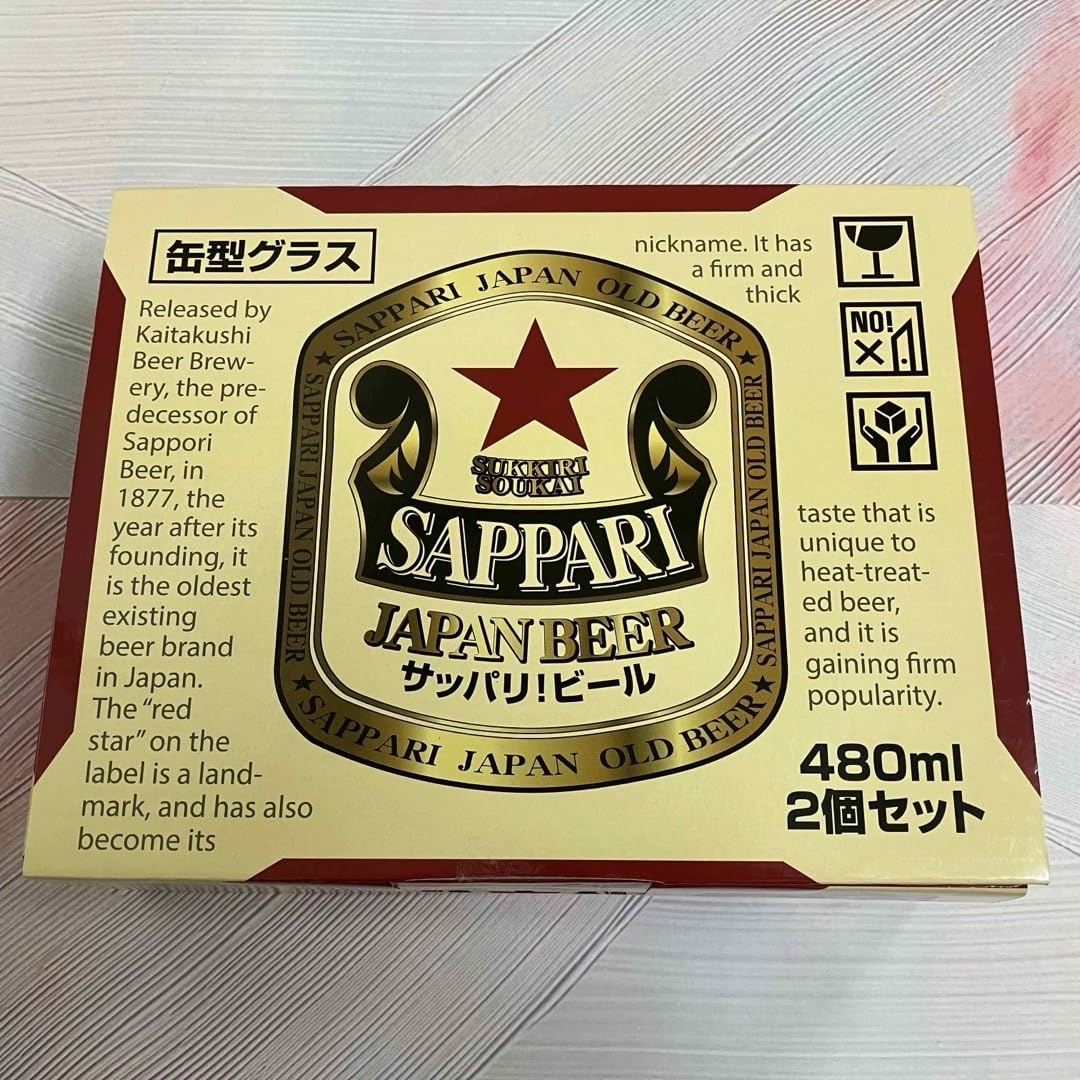 缶型グラス
Released by
Kaitakushi
Beer Brew-
ery, the pre-
decessor of
Sappori
Beer, in
1877, the
year after its
founding, it
is the oldest
existing
beer brand
in Japan.
The “red
star” on the
label is a land-
mark, and has also
become its
nickname. It has
a firm and
thick
taste that is
unique to
heat-treat-
ed beer,
and it is
gaining firm
popularity.
SAPPARI JAPAN OLD BEER
SAPPARI JAPAN OLD BEER
SAPPARI JAPAN OLD BEER
SAPPARI JAPAN OLD BEER
SUKKIRI
SOUKAI
SAPPARI
JAPAN BEER
サッパリ!ビール
NO!
480ml
2個セット